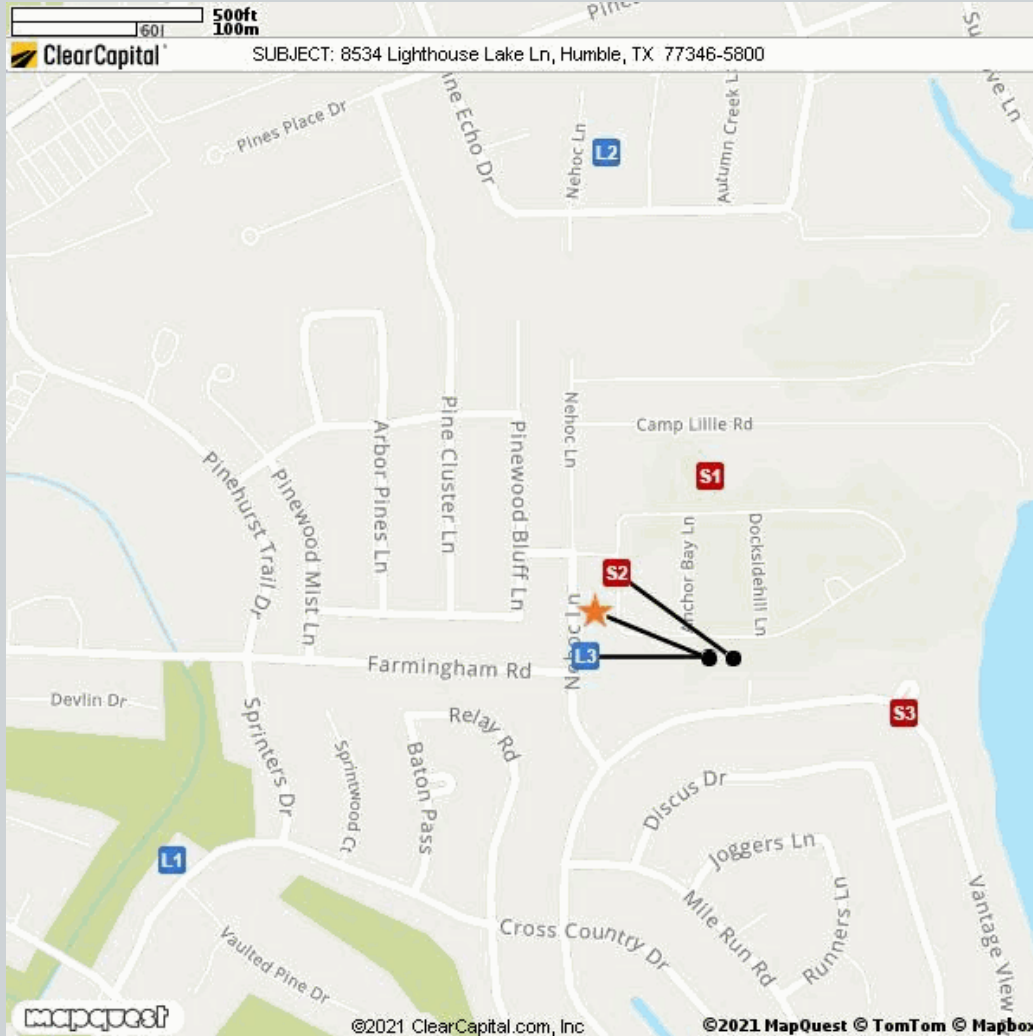 500ft
60
100m
Pine
ClearCapital
SUBJECT: 8534 Lighthouse Lake Ln, Humble, TX 77346-5800
Pines Place Dr
Nehoc Ln
L2
Autumn Creek
Camp Lillie Rd
Nehoc Ln
Pine Cluster Ln
Arbor Pines Ln
Pinewood Bluff Ln
Pinehurst Trail Dr
Pinewood Mist Ln
S1
Anchor Bay Ln
Docksidehill Ln
S2
L3
Farmingham Rd
Devlin Dr
Relay Rd
S3
Sprinters Dr
Sprintwood Ct
Baton Pass
Discus Dr
Joggers Ln
L1
Mile Run Rd
Runners Ln
Vantage View
Cross Country Dr
Vaulted Pine Dr
mapquest
©2021 ClearCapital.com, Inc
©2021 MapQuest © TomTom © Mapbo